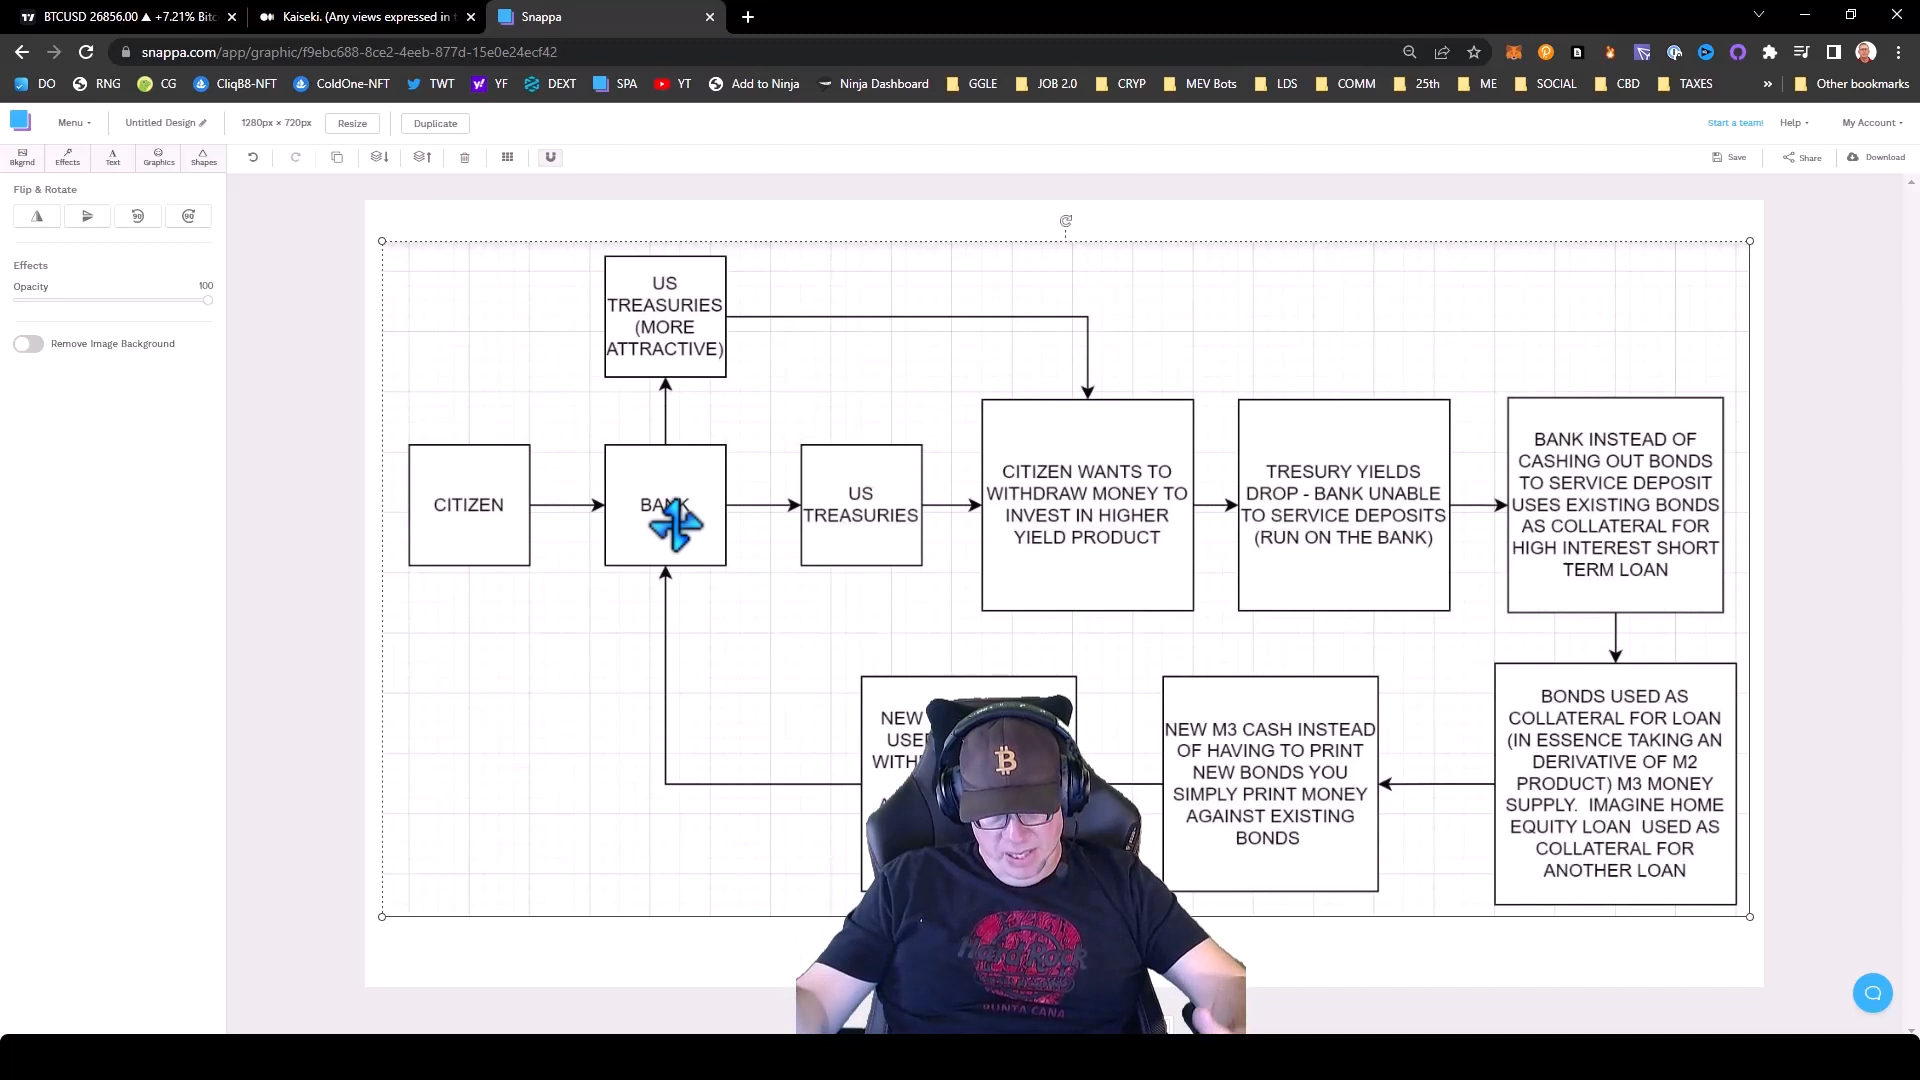 BTCUSD 26856.00 ▲ +7.21% Bitc
Kaiseki. (Any views expressed in t
Snappa
snappa.com/app/graphic/f9ebc688-8ce2-4eeb-877d-15e0e24ecf42
DO
RNG
CG
CliqB8-NFT
ColdOne-NFT
TWT
YF
DEXT
SPA
YT
Add to Ninja
Ninja Dashboard
GGLE
JOB 2.0
CRYP
MEV Bots
LDS
COMM
25th
ME
SOCIAL
CBD
TAXES
»
Other bookmarks
Menu
Untitled Design
1280px × 720px
Resize
Duplicate
Start a team!
Help
My Account
Bkgrnd
Effects
Text
Graphics
Shapes
Save
Share
Download
Flip & Rotate
90
90
Effects
Opacity
100
Remove Image Background
US
TREASURIES
(MORE
ATTRACTIVE)
CITIZEN
BANK
US
TREASURIES
CITIZEN WANTS TO
WITHDRAW MONEY TO
INVEST IN HIGHER
YIELD PRODUCT
TRESURY YIELDS
DROP - BANK UNABLE
TO SERVICE DEPOSITS
(RUN ON THE BANK)
BANK INSTEAD OF
CASHING OUT BONDS
TO SERVICE DEPOSIT
USES EXISTING BONDS
AS COLLATERAL FOR
HIGH INTEREST SHORT
TERM LOAN
BONDS USED AS
COLLATERAL FOR LOAN
(IN ESSENCE TAKING AN
DERIVATIVE OF M2
PRODUCT) M3 MONEY
SUPPLY. IMAGINE HOME
EQUITY LOAN USED AS
COLLATERAL FOR
ANOTHER LOAN
NEW M3 CASH INSTEAD
OF HAVING TO PRINT
NEW BONDS YOU
SIMPLY PRINT MONEY
AGAINST EXISTING
BONDS
NEW
Hard Rock
PUNTA CANA